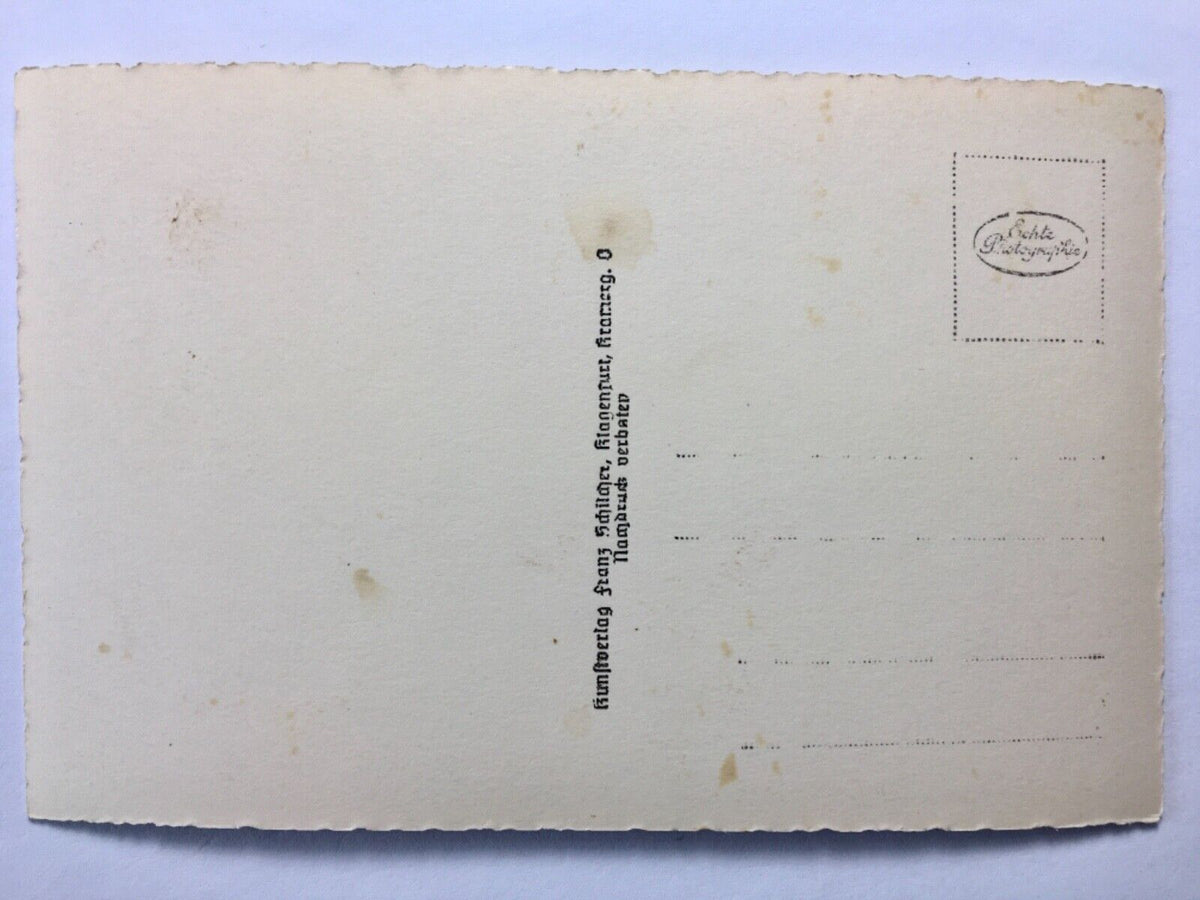 Kunstverlag Franz Schilcher, Klagenfurt, Kramerg. 9
Nachdruck verboten
Echte
Photographie